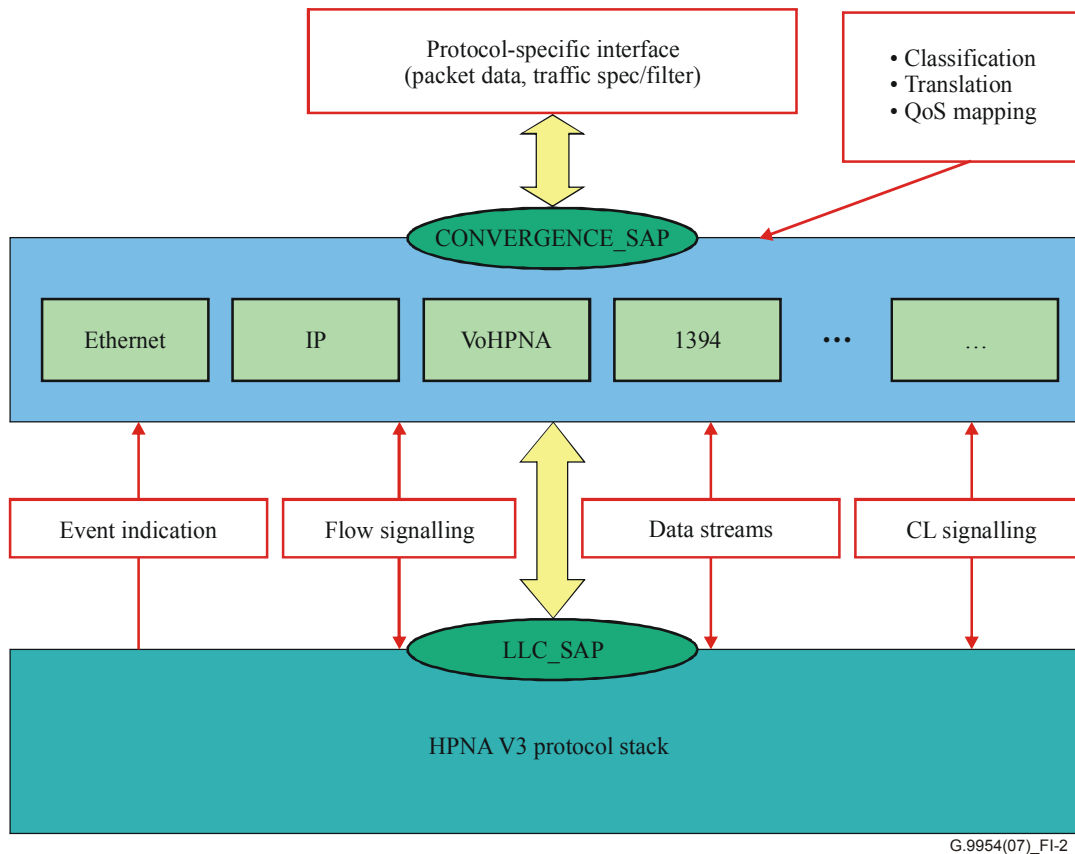 Protocol-specific interface
(packet data, traffic spec/filter)
• Classification
• Translation
• QoS mapping
CONVERGENCE_SAP
Ethernet
IP
VoHPNA
1394
...
...
Event indication
Flow signalling
Data streams
CL signalling
LLC_SAP
HPNA V3 protocol stack
G.9954(07)_FI-2